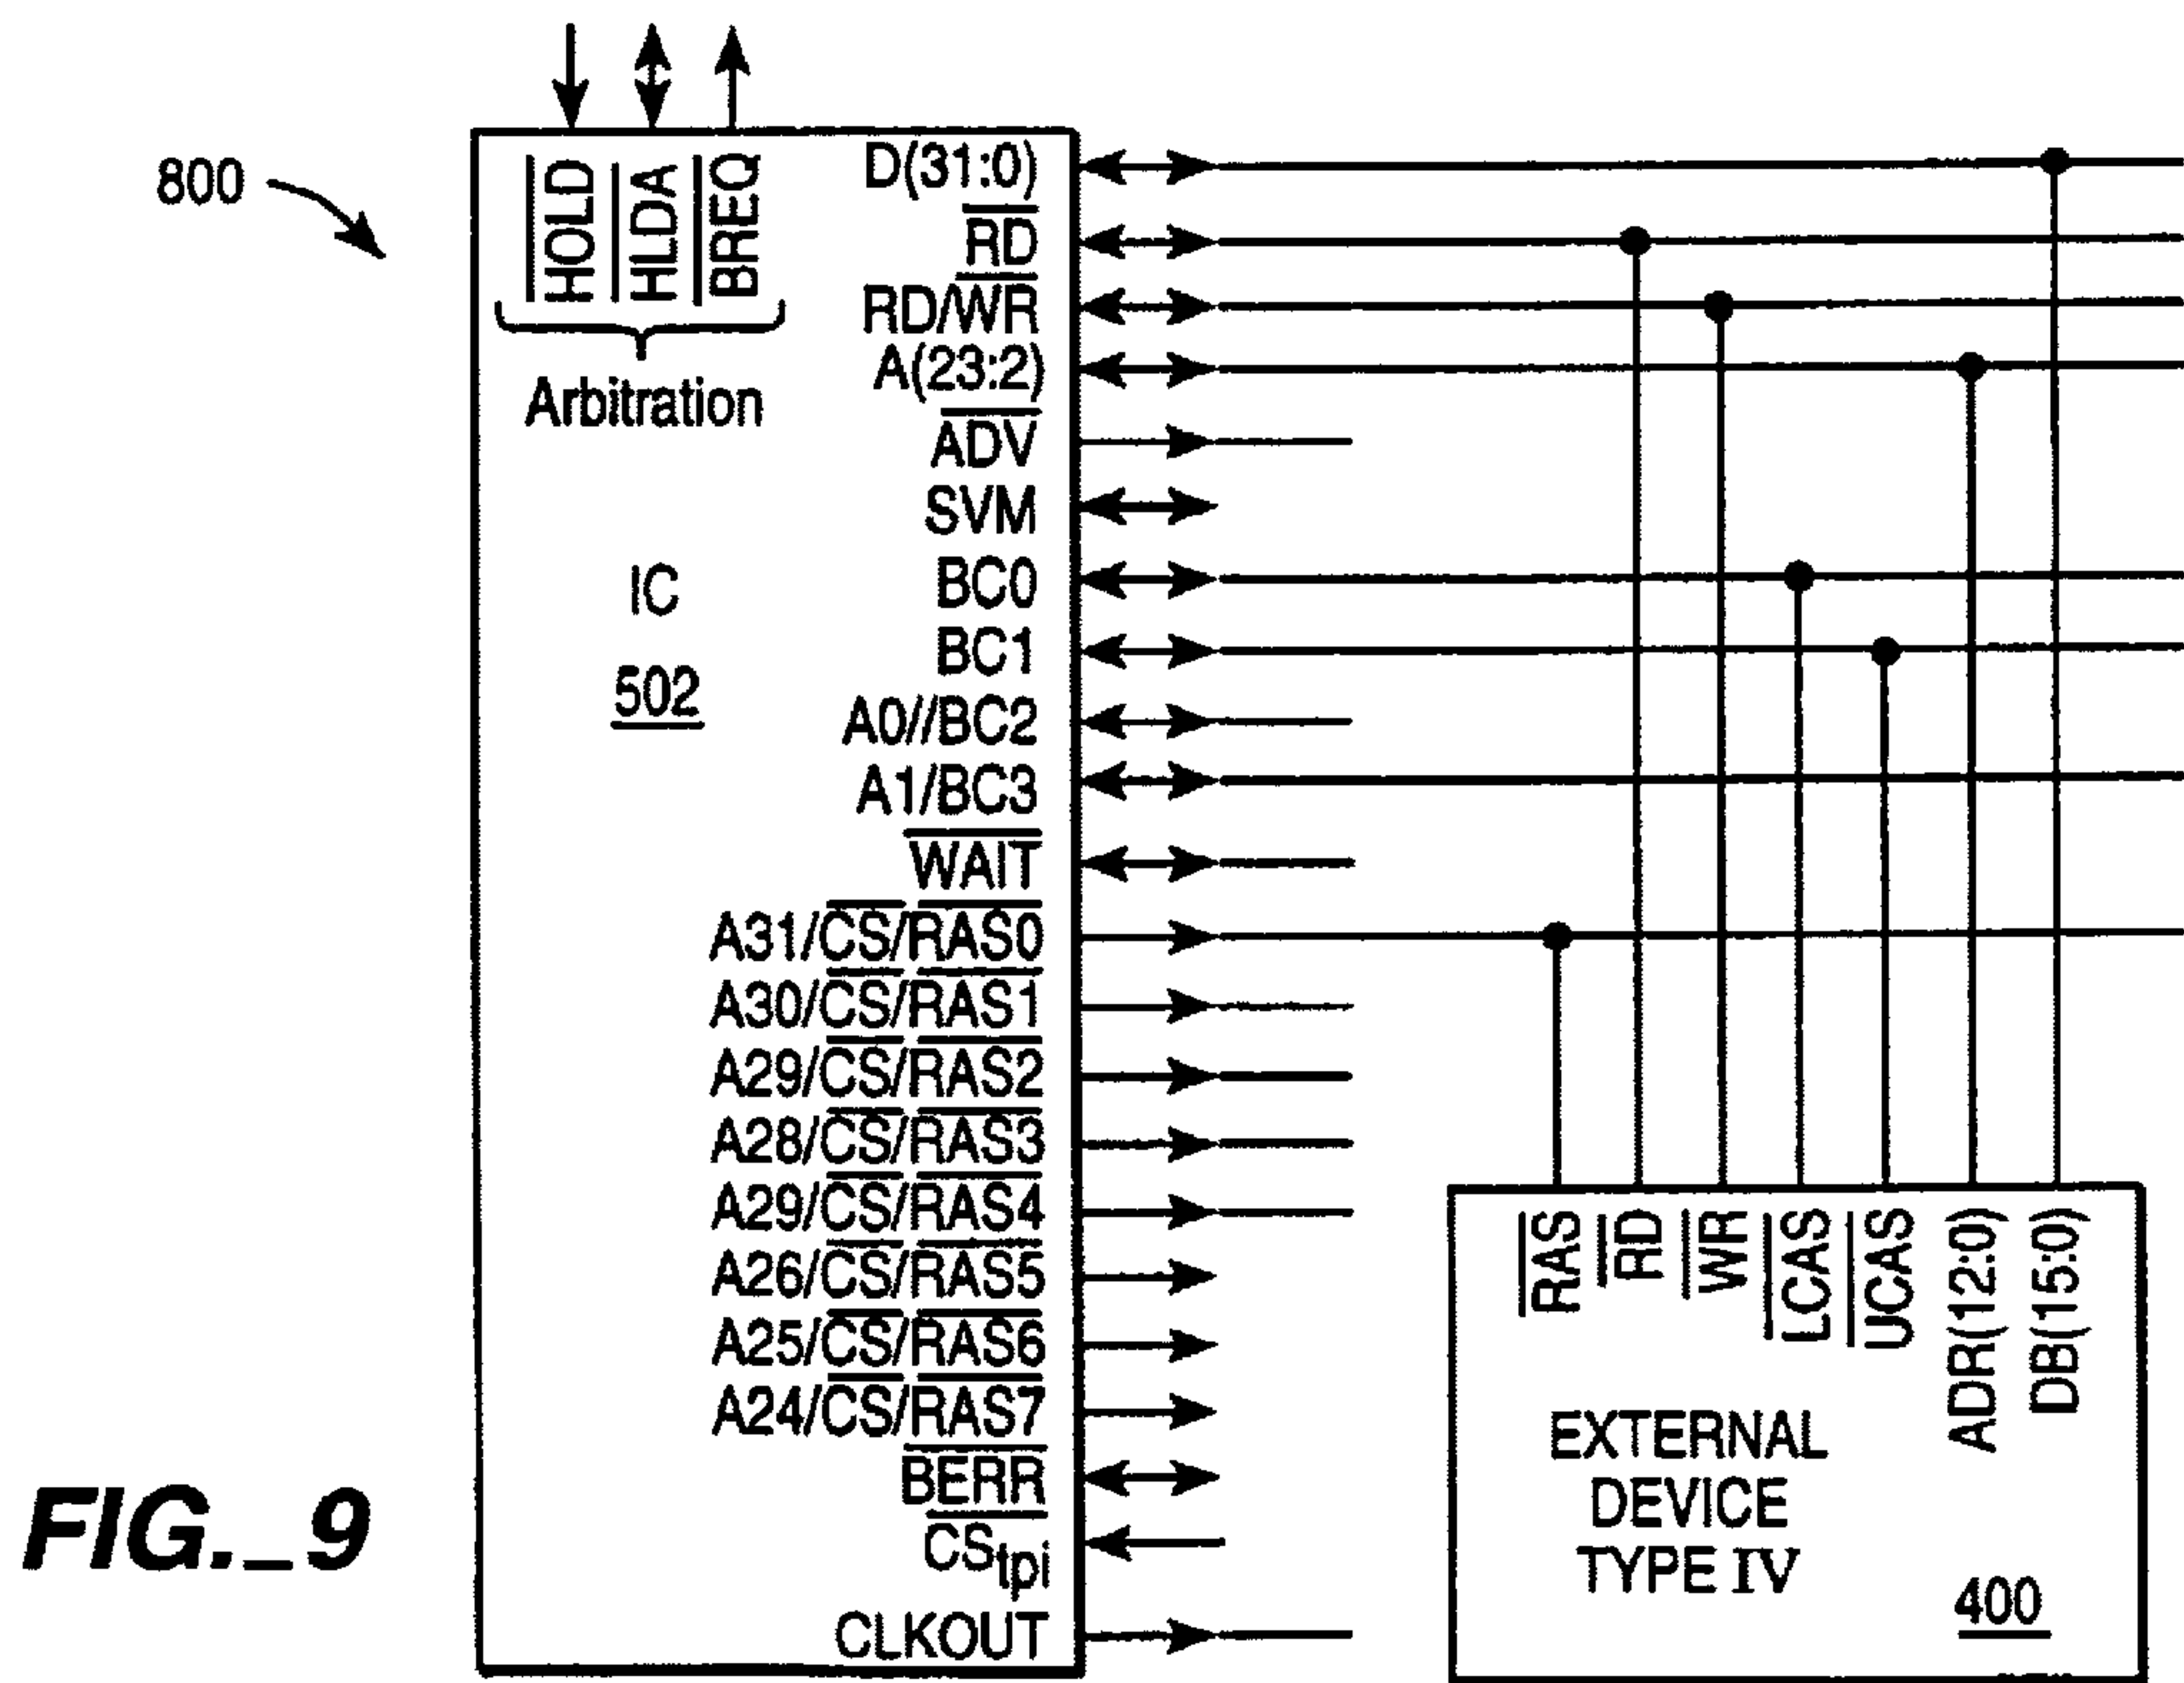 800
HOLD
HLDA
BREQ
Arbitration
IC
502
D(31:0)
RD
RD/WR
A(23:2)
ADV
SVM
BC0
BC1
A0//BC2
A1/BC3
WAIT
A31/CS/RAS0
A30/CS/RAS1
A29/CS/RAS2
A28/CS/RAS3
A29/CS/RAS4
A26/CS/RAS5
A25/CS/RAS6
A24/CS/RAS7
BERR
CStpi
CLKOUT
RAS
RD
WR
LCAS
UCAS
ADR(12:0)
DB(15:0)
EXTERNAL
DEVICE
TYPE IV
400
FIG._9